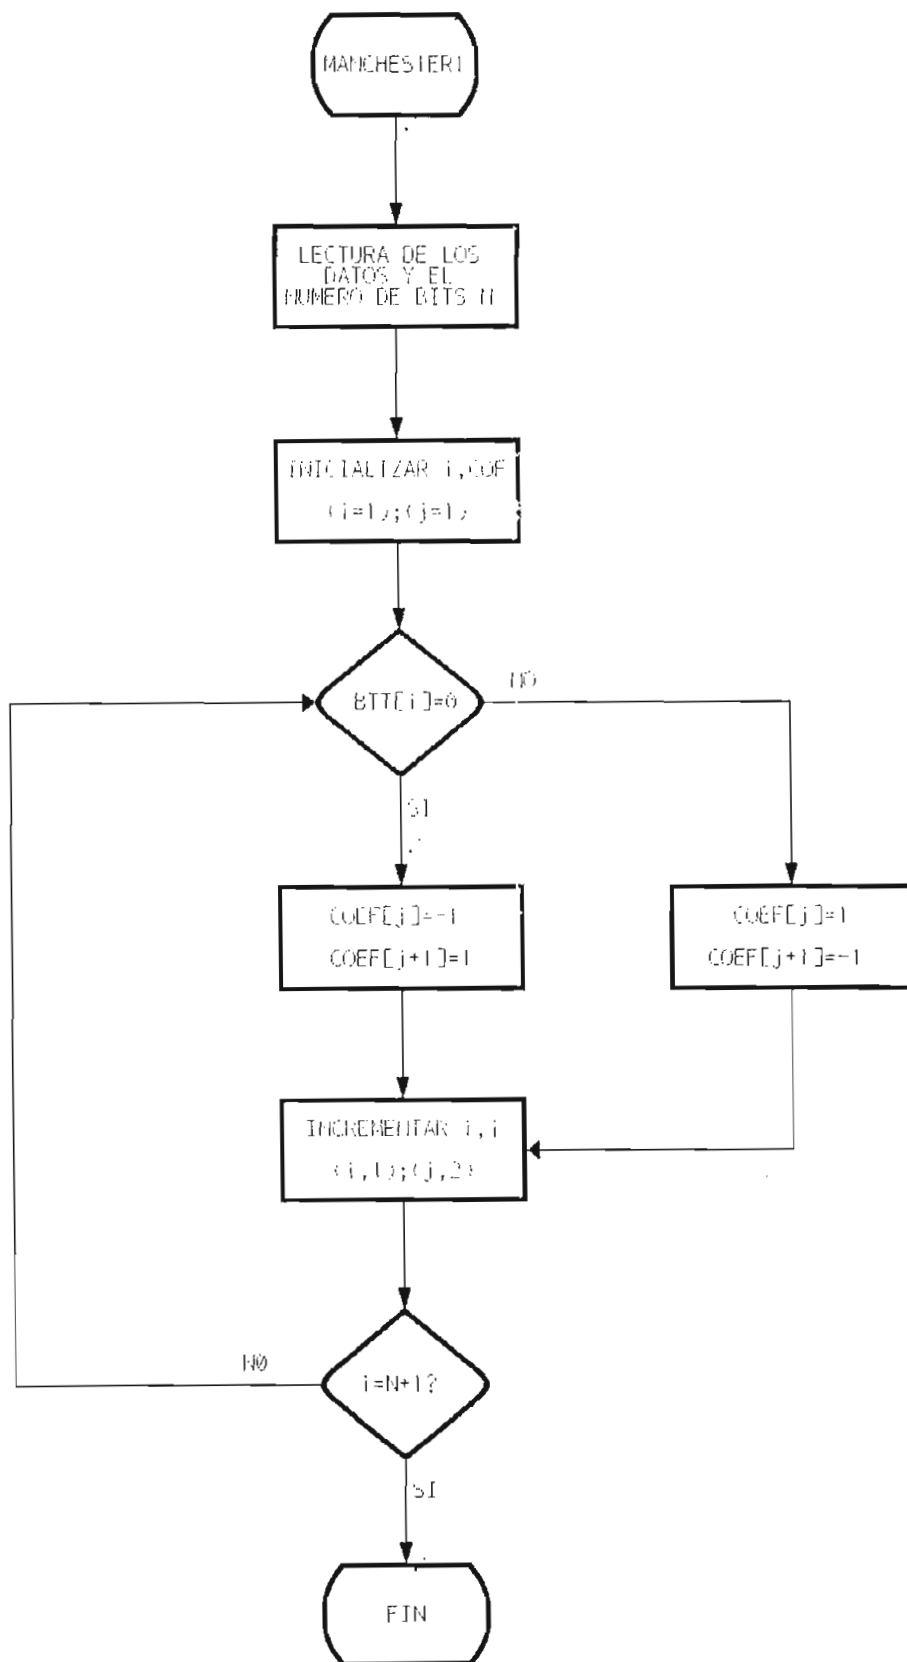 MANCHESTER1
LECTURA DE LOS
DATOS Y EL
NUMERO DE BITS N
INICIALIZAR i,COF
(i=1);(j=1)
BIT[i]=0
NO
SI
COEF[j]=-1
COEF[j+1]=1
COEF[j]=1
COEF[j+1]=-1
INCREMENTAR i,j
(i,1);(j,2)
NO
i=N+1?
SI
FIN